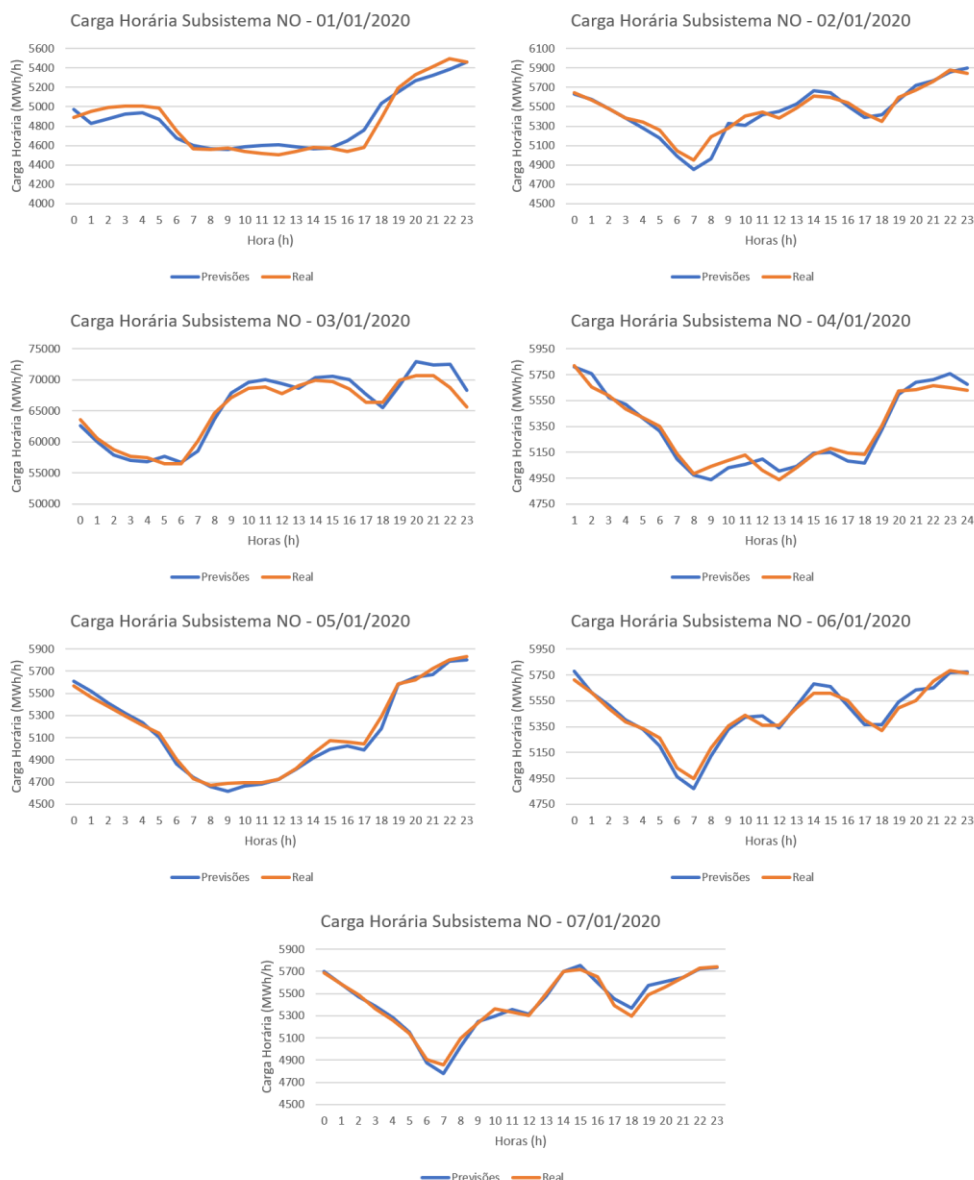 Carga Horária Subsistema NO - 01/01/2020
Carga Horária (MWh/h)
5600
5400
5200
5000
4800
4600
4400
4200
4000
0 1 2 3 4 5 6 7 8 9 10 11 12 13 14 15 16 17 18 19 20 21 22 23
Hora (h)
Previsões Real
Carga Horária Subsistema NO - 02/01/2020
Carga Horária (MWh/h)
6100
5900
5700
5500
5300
5100
4900
4700
4500
0 1 2 3 4 5 6 7 8 9 10 11 12 13 14 15 16 17 18 19 20 21 22 23
Horas (h)
Previsões Real
Carga Horária Subsistema NO - 03/01/2020
Carga Horária (MWh/h)
75000
70000
65000
60000
55000
50000
0 1 2 3 4 5 6 7 8 9 10 11 12 13 14 15 16 17 18 19 20 21 22 23
Horas (h)
Previsões Real
Carga Horária Subsistema NO - 04/01/2020
Carga Horária (MWh/h)
5950
5750
5550
5350
5150
4950
4750
1 2 3 4 5 6 7 8 9 10 11 12 13 14 15 16 17 18 19 20 21 22 23 24
Horas (h)
Previsões Real
Carga Horária Subsistema NO - 05/01/2020
Carga Horária (MWh/h)
5900
5700
5500
5300
5100
4900
4700
4500
0 1 2 3 4 5 6 7 8 9 10 11 12 13 14 15 16 17 18 19 20 21 22 23
Horas (h)
Previsões Real
Carga Horária Subsistema NO - 06/01/2020
Carga Horária (MWh/h)
5950
5750
5550
5350
5150
4950
4750
0 1 2 3 4 5 6 7 8 9 10 11 12 13 14 15 16 17 18 19 20 21 22 23
Horas (h)
Previsões Real
Carga Horária Subsistema NO - 07/01/2020
Carga Horária (MWh/h)
5900
5700
5500
5300
5100
4900
4700
4500
0 1 2 3 4 5 6 7 8 9 10 11 12 13 14 15 16 17 18 19 20 21 22 23
Horas (h)
Previsões Real